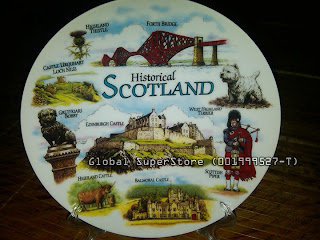 HIGHLAND
THISTLE
FORTH BRIDGE
CASTLE URQUHART
LOCH NESS
Historical
SCOTLAND
GREYFRIARS
BOBBY
EDINBURGH CASTLE
WEST HIGHLAND
TERRIER
Global SuperStore (001999527-T)
HIGHLAND CATTLE
BALMORAL CASTLE
SCOTTISH
PIPER